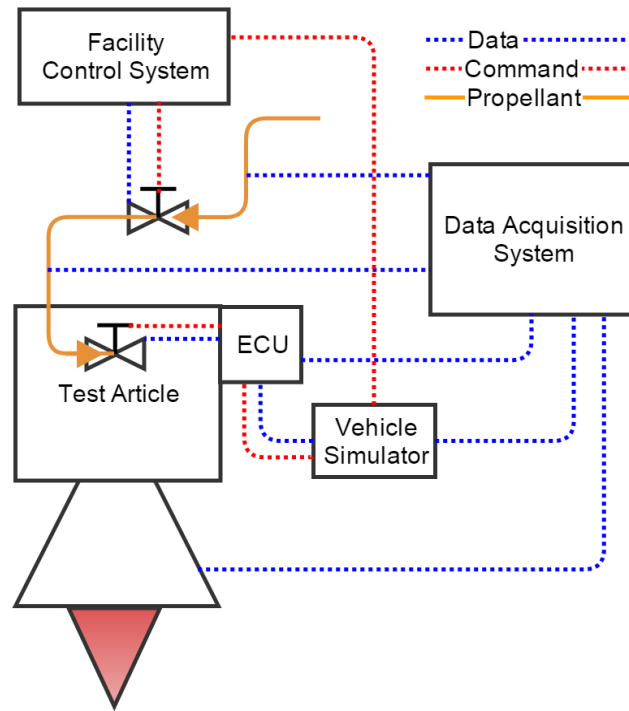 Facility
Control System
Data
Command
Propellant
Data Acquisition
System
ECU
Test Article
Vehicle
Simulator